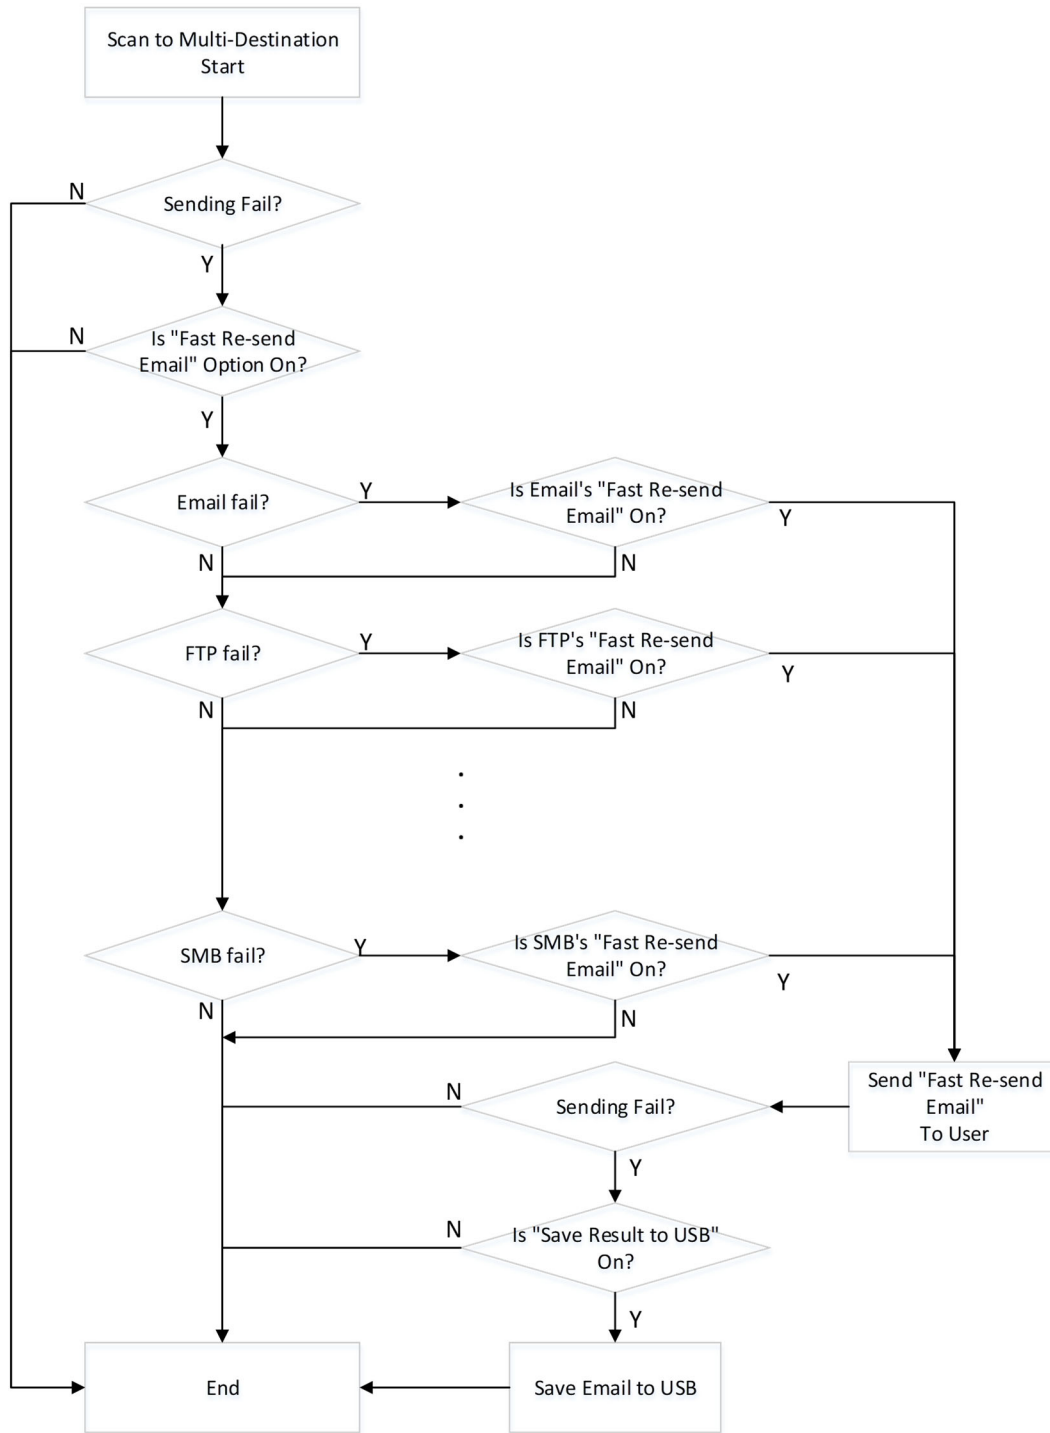 Scan to Multi-Destination
Start
N
Sending Fail?
Y
N
Is "Fast Re-send
Email" Option On?
Y
Email fail?
Y
Is Email's "Fast Re-send
Email" On?
Y
N
N
FTP fail?
Y
Is FTP's "Fast Re-send
Email" On?
Y
N
N
.
.
.
SMB fail?
Y
Is SMB's "Fast Re-send
Email" On?
Y
N
N
Send "Fast Re-send
Email"
To User
N
Sending Fail?
Y
N
Is "Save Result to USB"
On?
Y
End
Save Email to USB